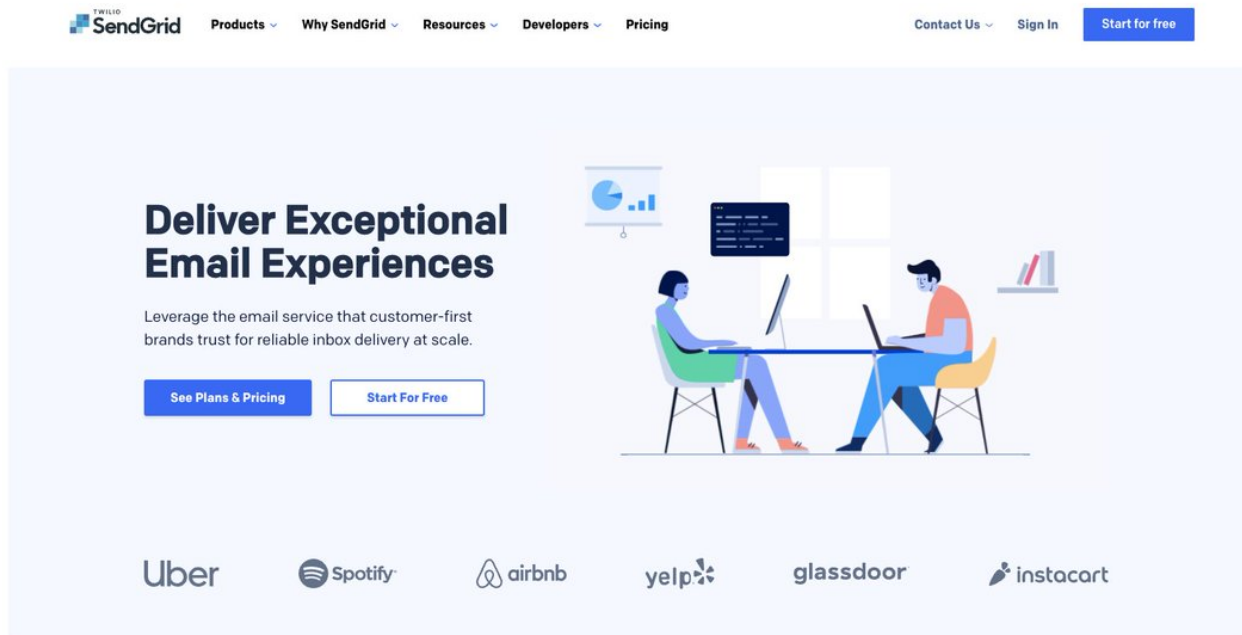 TWILIO
SendGrid
Products
Why SendGrid
Resources
Developers
Pricing
Contact Us
Sign In
Start for free
Deliver Exceptional
Email Experiences
Leverage the email service that customer-first
brands trust for reliable inbox delivery at scale.
See Plans & Pricing
Start For Free
Uber
Spotify
airbnb
yelp
glassdoor
instacart